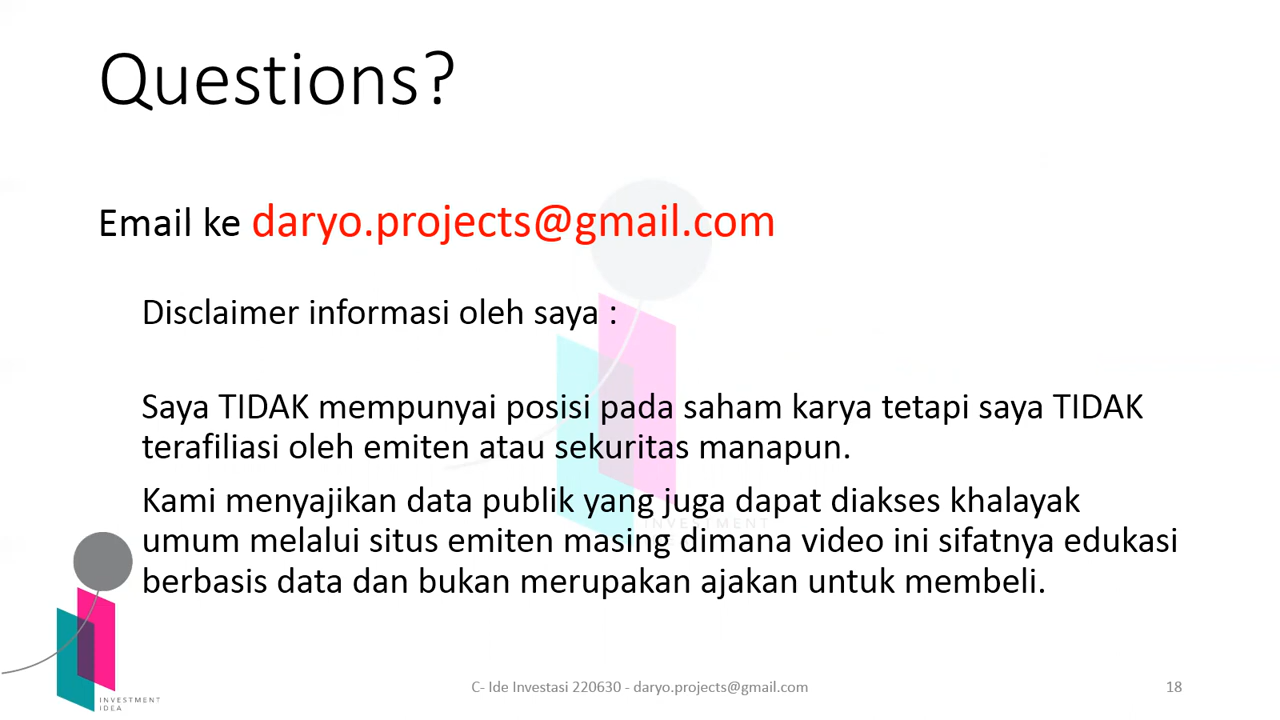 Questions?
Email ke daryo.projects@gmail.com
Disclaimer informasi oleh saya :
Saya TIDAK mempunyai posisi pada saham karya tetapi saya TIDAK
terafiliasi oleh emiten atau sekuritas manapun.
Kami menyajikan data publik yang juga dapat diakses khalayak
INVESTMENT
umum melalui situs emiten masing dimana video ini sifatnya edukasi
berbasis data dan bukan merupakan ajakan untuk membeli.
INVESTMENT
IDEA
C- Ide Investasi 220630 - daryo.projects@gmail.com
18